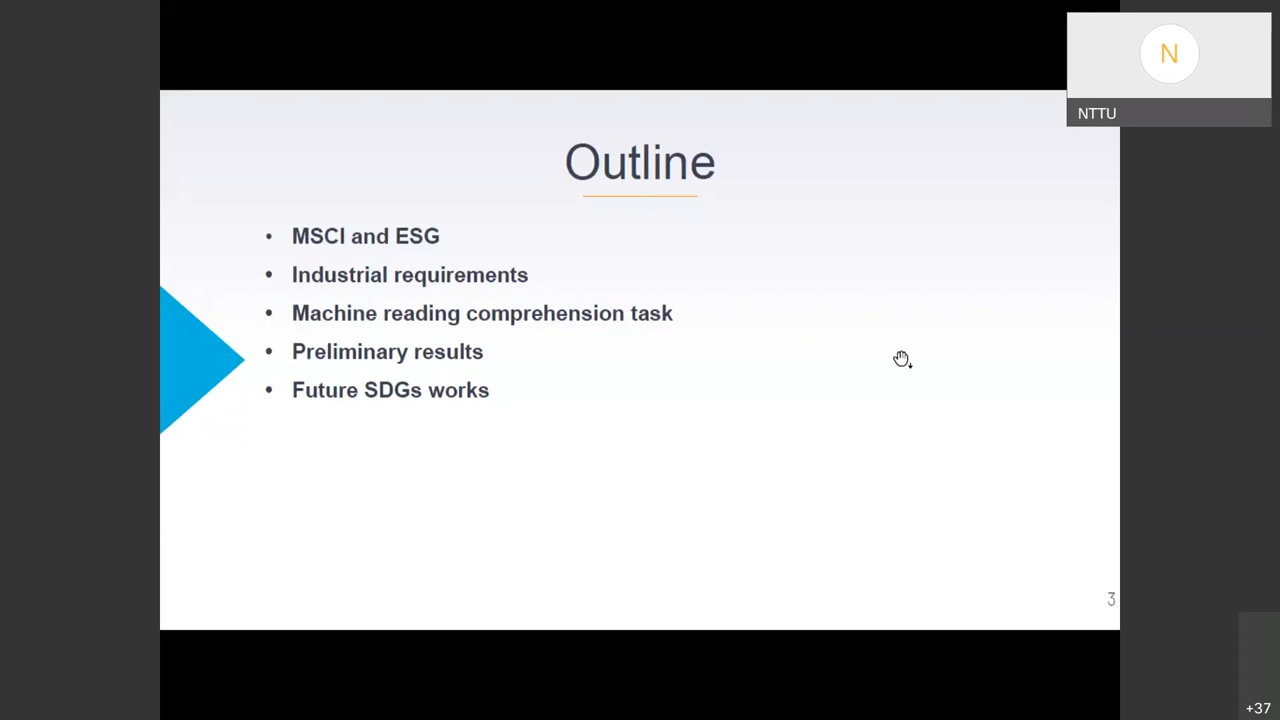 N
NTTU
Outline
• MSCI and ESG
• Industrial requirements
• Machine reading comprehension task
• Preliminary results
• Future SDGs works
3
+37